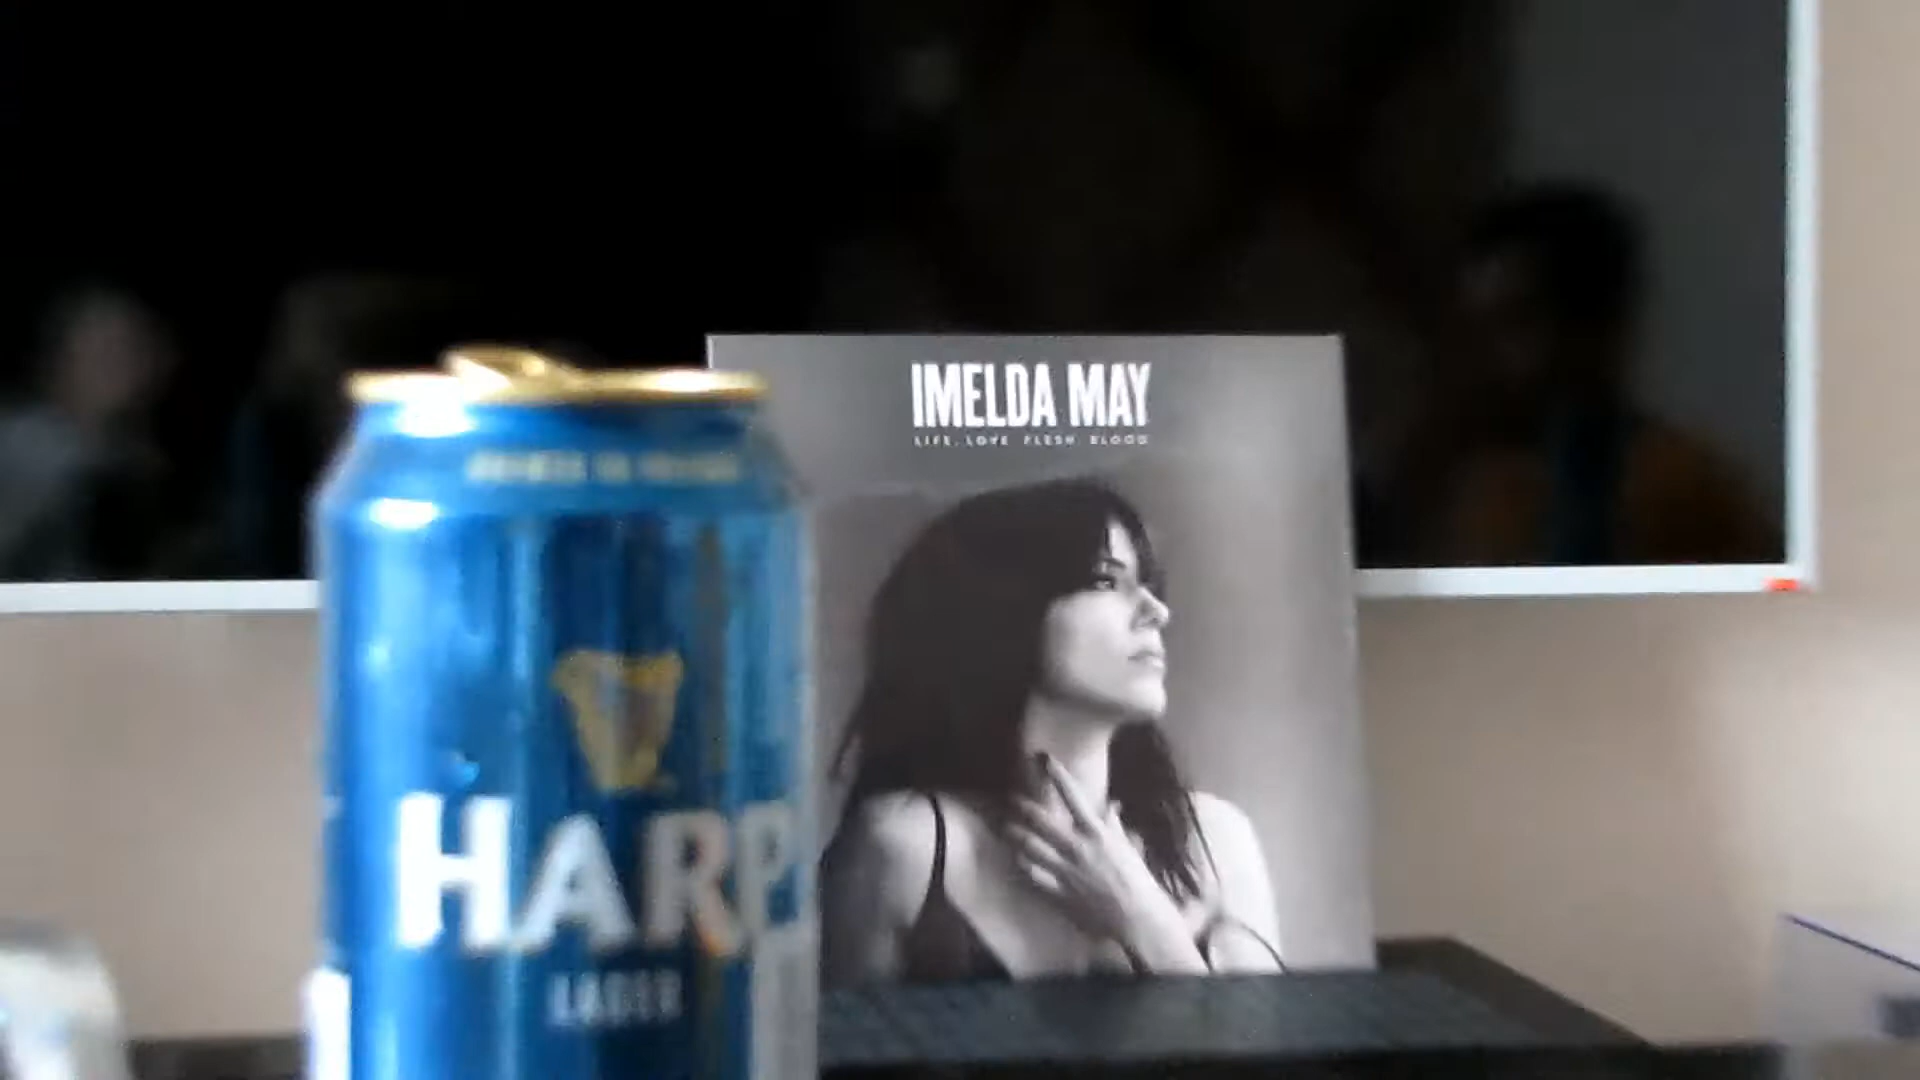 IMELDA MAY
LIFE. LOVE. FLESH. BLOOD
HARP
LAGER